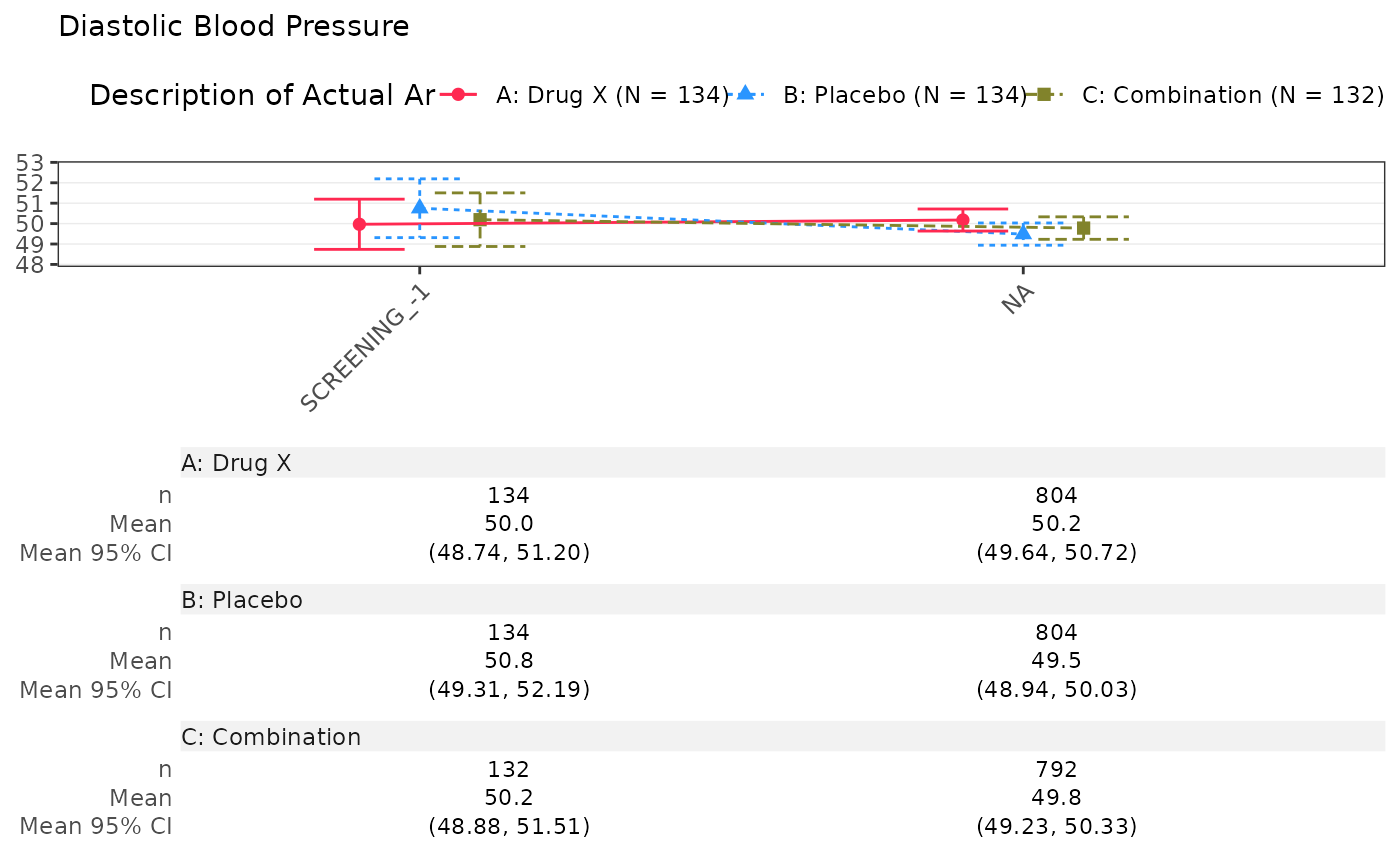 Diastolic Blood Pressure
Description of Actual Ar A: Drug X (N = 134) B: Placebo (N = 134) C: Combination (N = 132)
53
52
51
50
49
48
SCREENING_-1 NA
A: Drug X
n 134 804
Mean 50.0 50.2
Mean 95% CI (48.74, 51.20) (49.64, 50.72)
B: Placebo
n 134 804
Mean 50.8 49.5
Mean 95% CI (49.31, 52.19) (48.94, 50.03)
C: Combination
n 132 792
Mean 50.2 49.8
Mean 95% CI (48.88, 51.51) (49.23, 50.33)